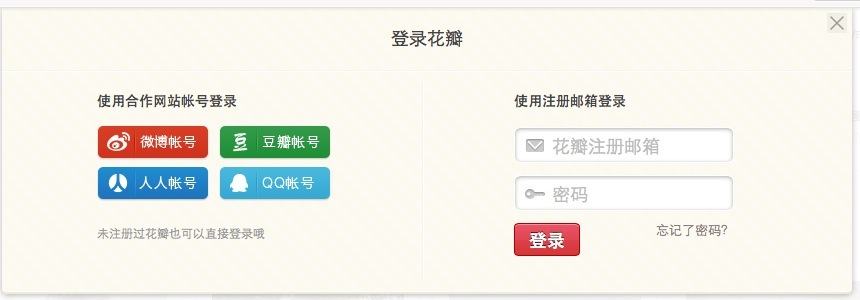 登录花瓣
使用合作网站帐号登录
微博帐号
豆瓣帐号
人人帐号
QQ帐号
未注册过花瓣也可以直接登录哦
使用注册邮箱登录
花瓣注册邮箱
密码
登录
忘记了密码?